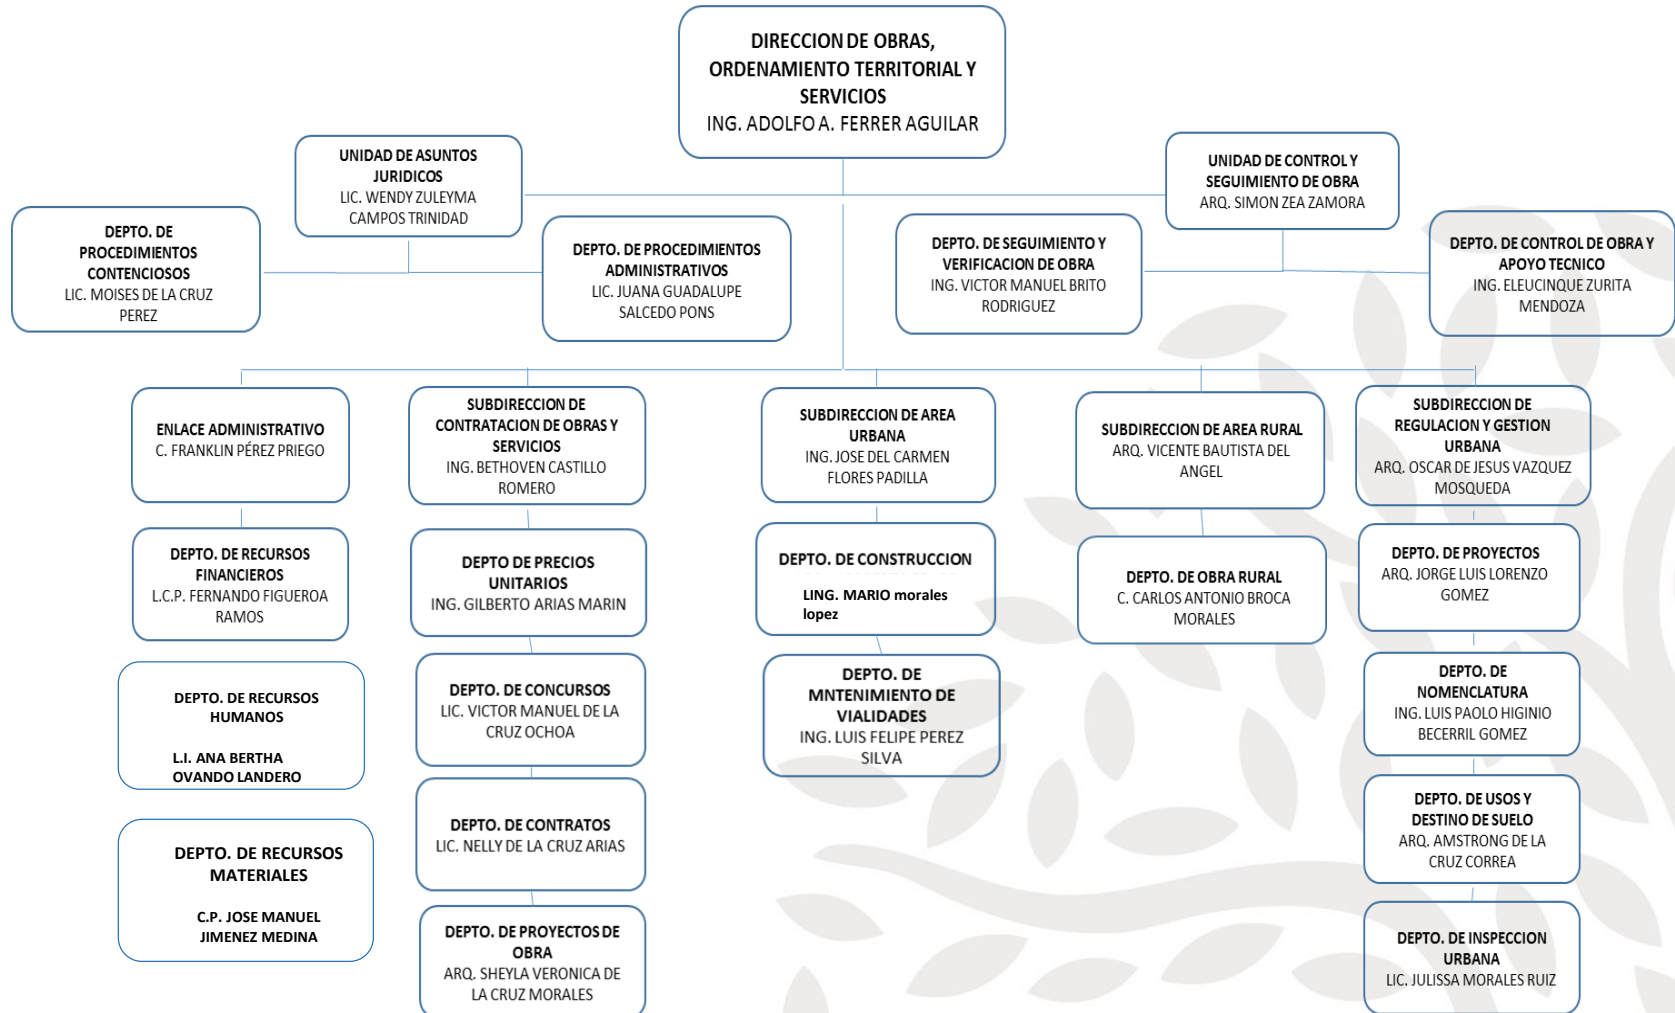 DIRECCION DE OBRAS,
ORDENAMIENTO TERRITORIAL Y
SERVICIOS
ING. ADOLFO A. FERRER AGUILAR
UNIDAD DE ASUNTOS
JURIDICOS
LIC. WENDY ZULEYMA
CAMPOS TRINIDAD
UNIDAD DE CONTROL Y
SEGUIMIENTO DE OBRA
ARQ. SIMON ZEA ZAMORA
DEPTO. DE
PROCEDIMIENTOS
CONTENCIOSOS
LIC. MOISES DE LA CRUZ
PEREZ
DEPTO. DE PROCEDIMIENTOS
ADMINISTRATIVOS
LIC. JUANA GUADALUPE
SALCEDO PONS
DEPTO. DE SEGUIMIENTO Y
VERIFICACION DE OBRA
ING. VICTOR MANUEL BRITO
RODRIGUEZ
DEPTO. DE CONTROL DE OBRA Y
APOYO TECNICO
ING. ELEUCINQUE ZURITA
MENDOZA
ENLACE ADMINISTRATIVO
C. FRANKLIN PÉREZ PRIEGO
SUBDIRECCION DE
CONTRATACION DE OBRAS Y
SERVICIOS
ING. BETHOVEN CASTILLO
ROMERO
SUBDIRECCION DE AREA
URBANA
ING. JOSE DEL CARMEN
FLORES PADILLA
SUBDIRECCION DE AREA RURAL
ARQ. VICENTE BAUTISTA DEL
ANGEL
SUBDIRECCION DE
REGULACION Y GESTION
URBANA
ARQ. OSCAR DE JESUS VAZQUEZ
MOSQUEDA
DEPTO. DE RECURSOS
FINANCIEROS
L.C.P. FERNANDO FIGUEROA
RAMOS
DEPTO DE PRECIOS
UNITARIOS
ING. GILBERTO ARIAS MARIN
DEPTO. DE CONSTRUCCION
LING. MARIO morales
lopez
DEPTO. DE OBRA RURAL
C. CARLOS ANTONIO BROCA
MORALES
DEPTO. DE PROYECTOS
ARQ. JORGE LUIS LORENZO
GOMEZ
DEPTO. DE RECURSOS
HUMANOS
L.I. ANA BERTHA
OVANDO LANDERO
DEPTO. DE CONCURSOS
LIC. VICTOR MANUEL DE LA
CRUZ OCHOA
DEPTO. DE
MNTENIMIENTO DE
VIALIDADES
ING. LUIS FELIPE PEREZ
SILVA
DEPTO. DE
NOMENCLATURA
ING. LUIS PAOLO HIGINIO
BECERRIL GOMEZ
DEPTO. DE RECURSOS
MATERIALES
C.P. JOSE MANUEL
JIMENEZ MEDINA
DEPTO. DE CONTRATOS
LIC. NELLY DE LA CRUZ ARIAS
DEPTO. DE USOS Y
DESTINO DE SUELO
ARQ. AMSTRONG DE LA
CRUZ CORREA
DEPTO. DE PROYECTOS DE
OBRA
ARQ. SHEYLA VERONICA DE
LA CRUZ MORALES
DEPTO. DE INSPECCION
URBANA
LIC. JULISSA MORALES RUIZ